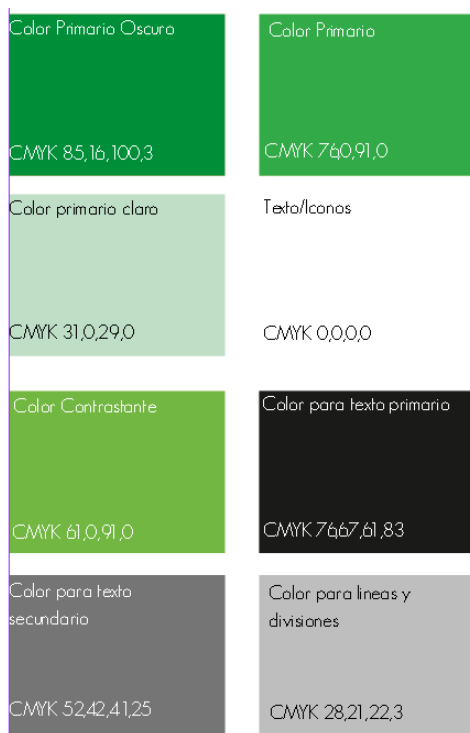 Color Primario Oscuro
CMYK 85,16,100,3
Color Primario
CMYK 76,0,91,0
Color primario claro
CMYK 31,0,29,0
Texto/Iconos
CMYK 0,0,0,0
Color Contrastante
CMYK 61,0,91,0
Color para texto primario
CMYK 76,67,61,83
Color para texto
secundario
CMYK 52,42,41,25
Color para lineas y
divisiones
CMYK 28,21,22,3